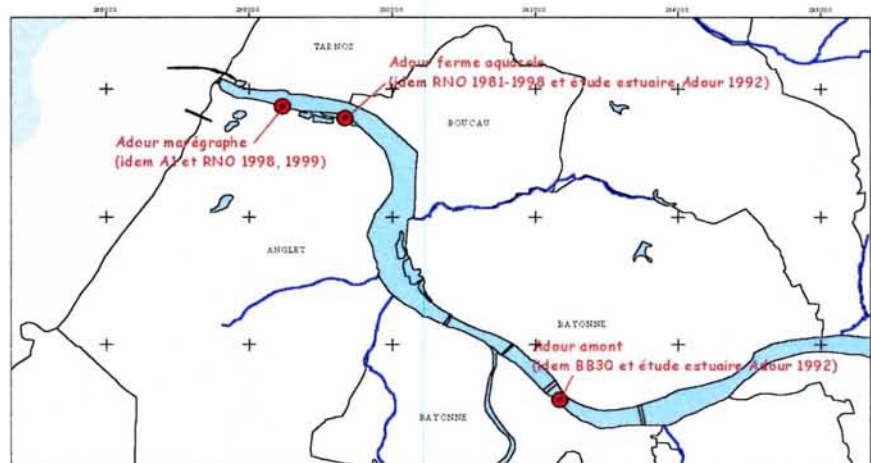 TARNOZ
Adour ferme aquacole
(idem RNO 1981-1998 et étude estuaire Adour 1992)
BOUCAU
Adour marégraphe
(idem A1 et RNO 1998, 1999)
ANGLET
BAYONNE
Adour amont
(idem BB30 et étude estuaire Adour 1992)
BAYONNE